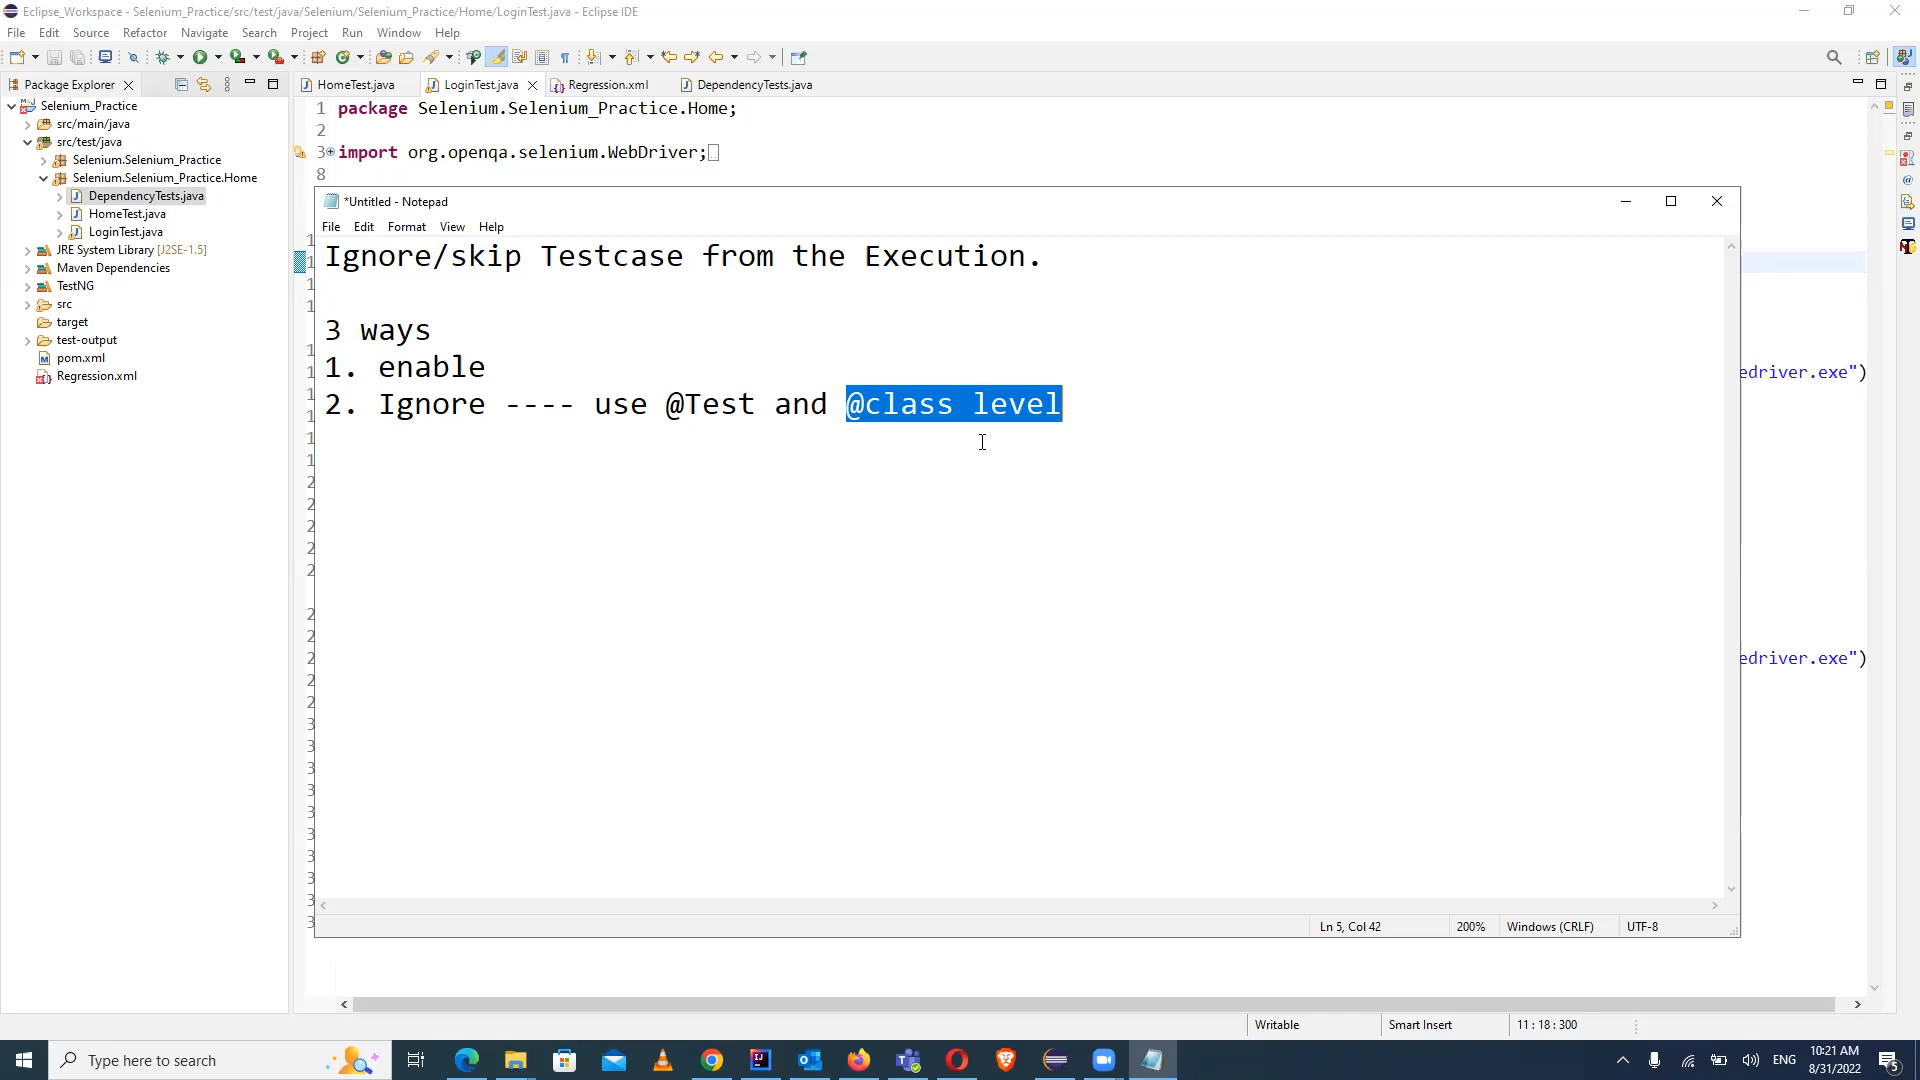 Eclipse_Workspace - Selenium_Practice/src/test/java/Selenium/Selenium_Practice/Home/LoginTest.java - Eclipse IDE
File Edit Source Refactor Navigate Search Project Run Window Help
Package Explorer
HomeTest.java
LoginTest.java
Regression.xml
DependencyTests.java
Selenium_Practice
src/main/java
src/test/java
Selenium.Selenium_Practice
Selenium.Selenium_Practice.Home
DependencyTests.java
HomeTest.java
LoginTest.java
JRE System Library [J2SE-1.5]
Maven Dependencies
TestNG
src
target
test-output
pom.xml
Regression.xml
1 package Selenium.Selenium_Practice.Home;
2
3 import org.openqa.selenium.WebDriver;
8
*Untitled - Notepad
File Edit Format View Help
Ignore/skip Testcase from the Execution.
3 ways
1. enable
2. Ignore ---- use @Test and @class level
edriver.exe")
edriver.exe")
Ln 5, Col 42
200%
Windows (CRLF)
UTF-8
Writable
Smart Insert
11 : 18 : 300
Type here to search
ENG
10:21 AM
8/31/2022
5